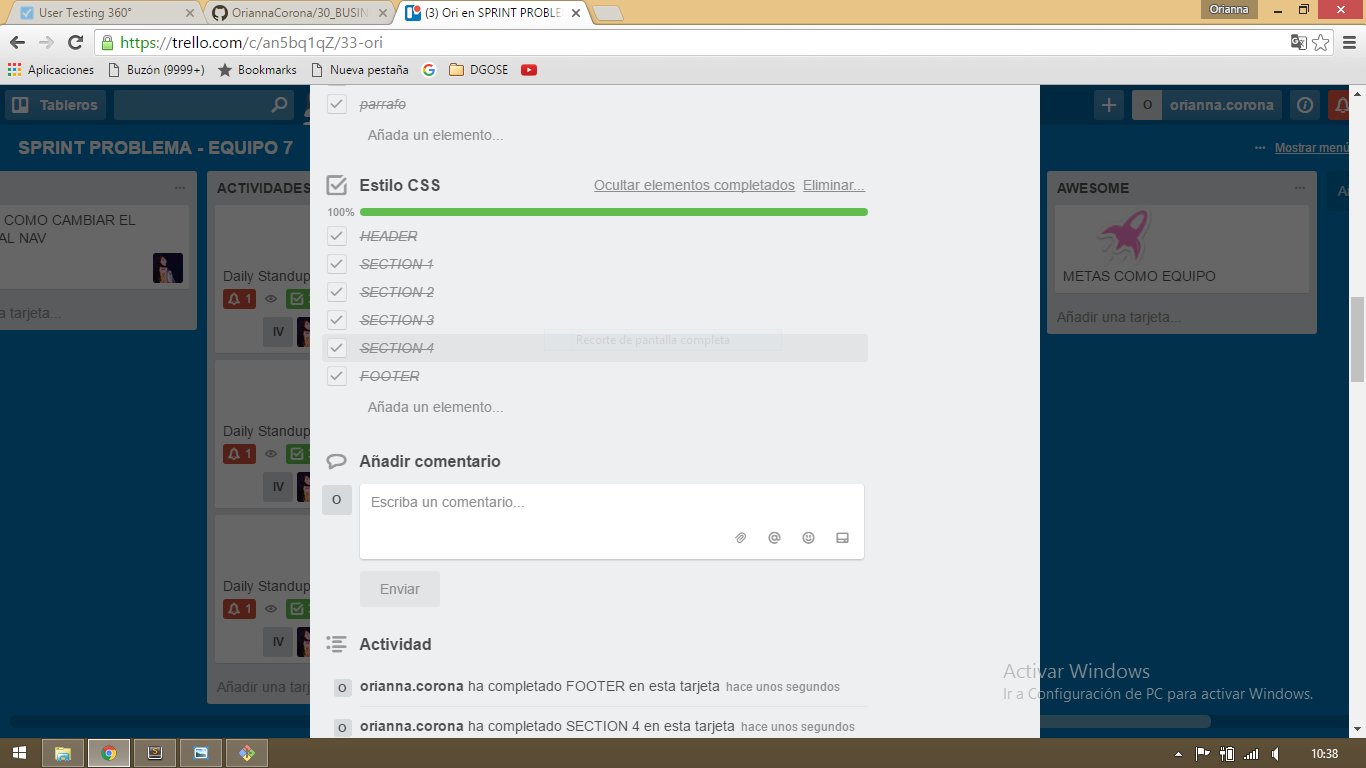 User Testing 360°
OriannaCorona/30_BUSIN
(3) Ori en SPRINT PROBLE
Orianna
https://trello.com/c/an5bq1qZ/33-ori
Aplicaciones
Buzón (9999+)
Bookmarks
Nueva pestaña
DGOSE
Tableros
O
orianna.corona
SPRINT PROBLEMA - EQUIPO 7
Mostrar menú
COMO CAMBIAR EL
AL NAV
a tarjeta...
ACTIVIDADES
Daily Standup
1
IV
Daily Standup
1
IV
Daily Standup
1
IV
Añadir una tarjeta...
parrafo
Añada un elemento...
Estilo CSS
Ocultar elementos completados
Eliminar...
100%
HEADER
SECTION 1
SECTION 2
SECTION 3
SECTION 4
Recorte de pantalla completa
FOOTER
Añada un elemento...
Añadir comentario
O
Escriba un comentario...
Enviar
Actividad
O
orianna.corona ha completado FOOTER en esta tarjeta hace unos segundos
O
orianna.corona ha completado SECTION 4 en esta tarjeta hace unos segundos
AWESOME
METAS COMO EQUIPO
Añadir una tarjeta...
Activar Windows
Ir a Configuración de PC para activar Windows.
10:38